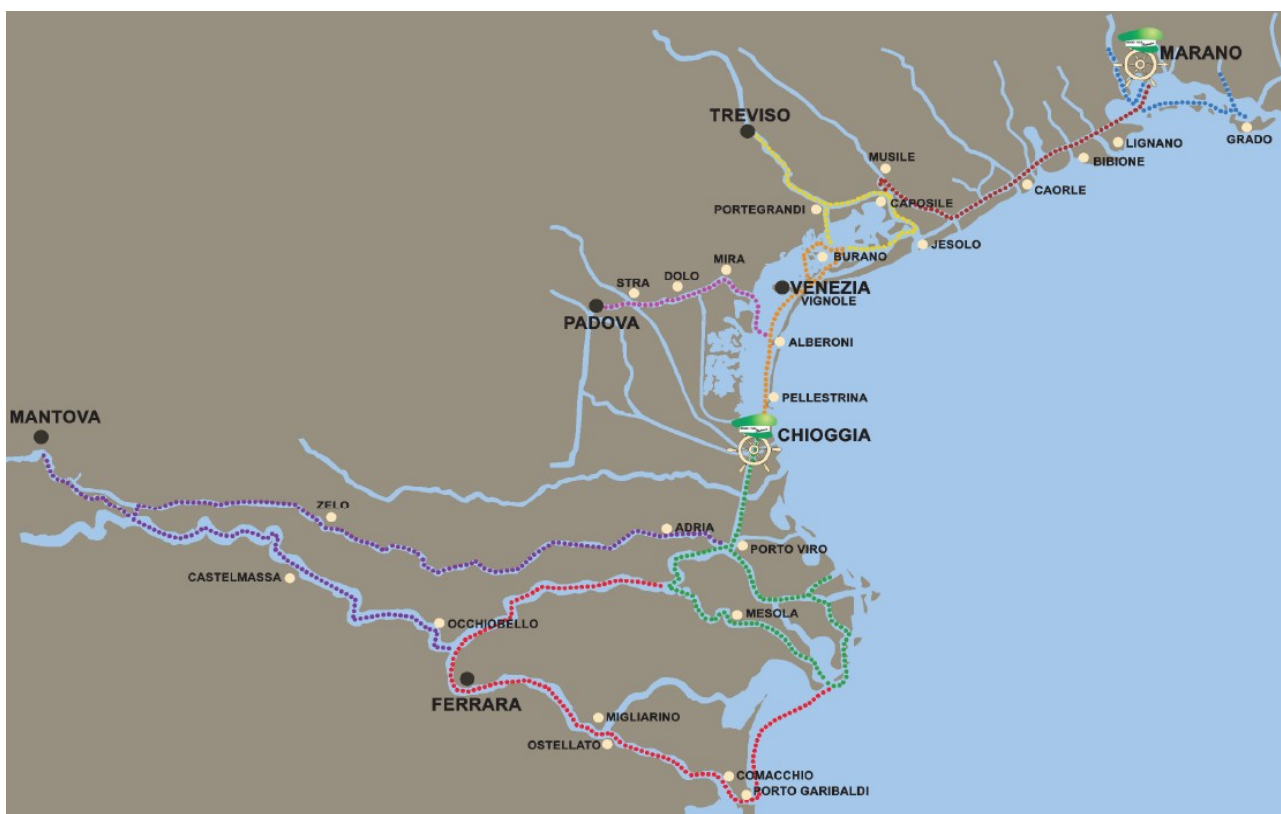 MARANO
TREVISO
LIGNANO
GRADO
BIBIONE
MUSILE
CAORLE
PORTEGRANDI
CAPOSILE
JESOLO
BURANO
MIRA
DOLO
STRA
VENEZIA
VIGNOLE
PADOVA
ALBERONI
PELLESTRINA
MANTOVA
CHIOGGIA
ZELO
ADRIA
PORTO VIRO
CASTELMASSA
MESOLA
OCCHIOBELLO
FERRARA
MIGLIARINO
OSTELLATO
COMACCHIO
PORTO GARIBALDI